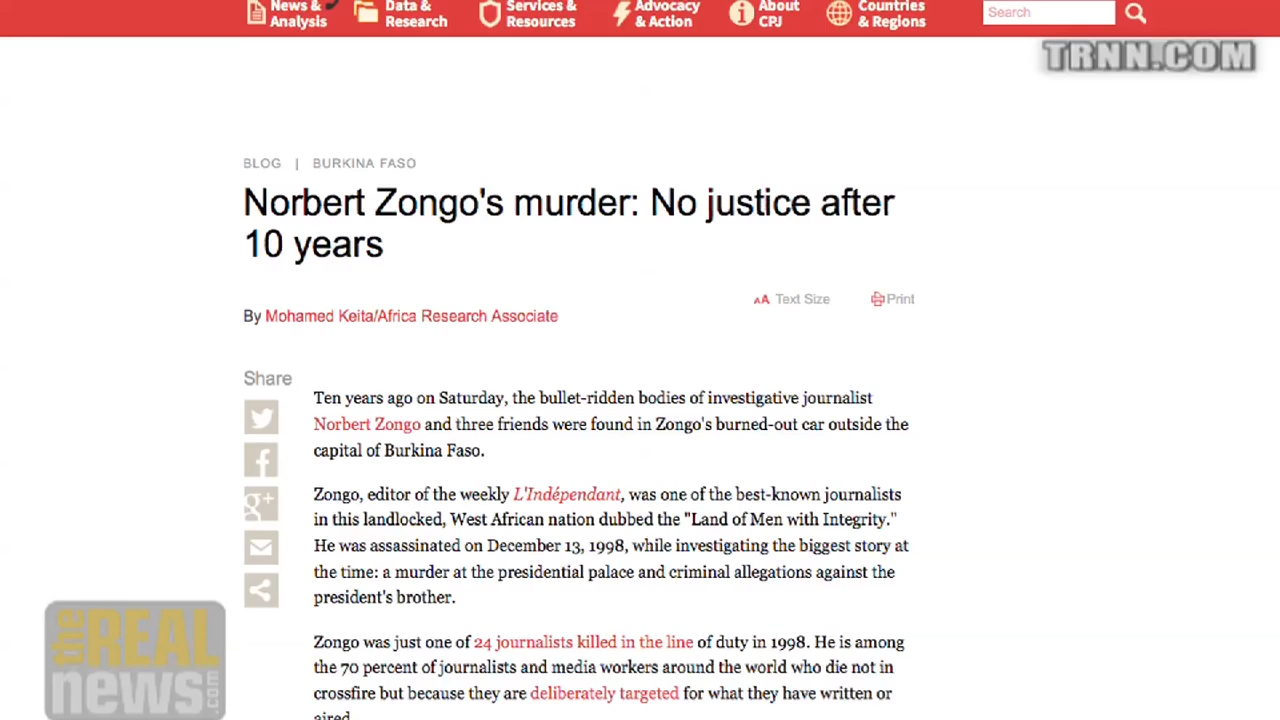 News & Analysis
Data & Research
Services & Resources
Advocacy & Action
About CPJ
Countries & Regions
Search
TRNN.COM
BLOG | BURKINA FASO
Norbert Zongo's murder: No justice after
10 years
AA Text Size
Print
By Mohamed Keita/Africa Research Associate
Share
Ten years ago on Saturday, the bullet-ridden bodies of investigative journalist
Norbert Zongo and three friends were found in Zongo's burned-out car outside the
capital of Burkina Faso.
Zongo, editor of the weekly L'Indépendant, was one of the best-known journalists
in this landlocked, West African nation dubbed the "Land of Men with Integrity."
He was assassinated on December 13, 1998, while investigating the biggest story at
the time: a murder at the presidential palace and criminal allegations against the
president's brother.
Zongo was just one of 24 journalists killed in the line of duty in 1998. He is among
the 70 percent of journalists and media workers around the world who die not in
crossfire but because they are deliberately targeted for what they have written or
aired.
the REAL
news.com